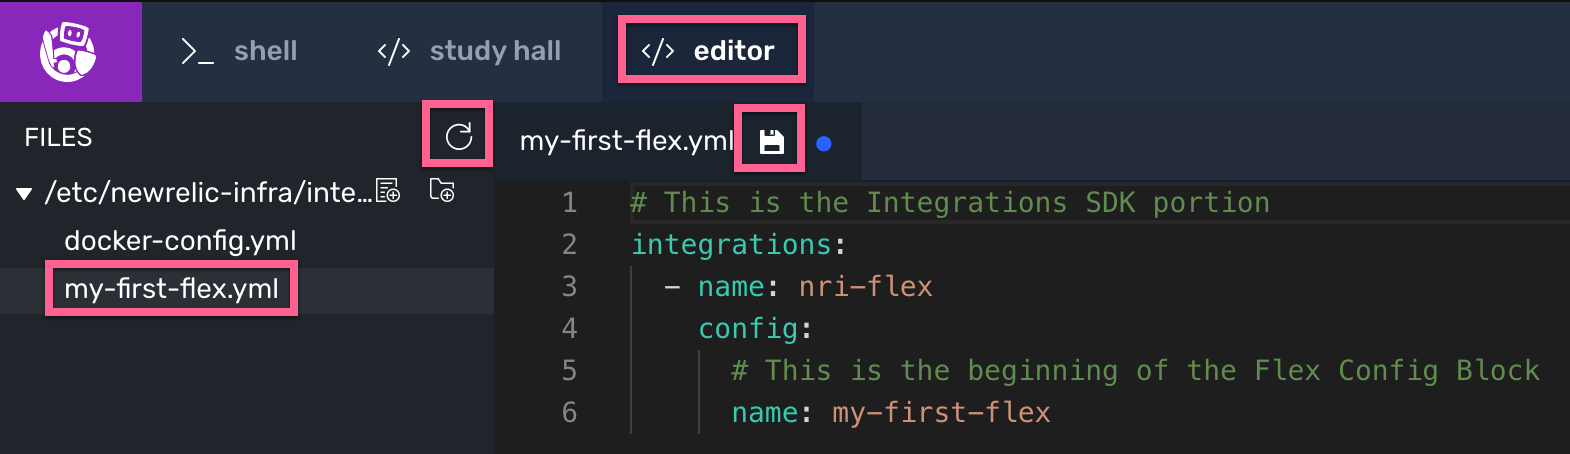 >_ shell </> study hall </> editor
FILES
my-first-flex.yml
/etc/newrelic-infra/inte...
docker-config.yml
my-first-flex.yml
1 # This is the Integrations SDK portion
2 integrations:
3 - name: nri-flex
4 config:
5 # This is the beginning of the Flex Config Block
6 name: my-first-flex